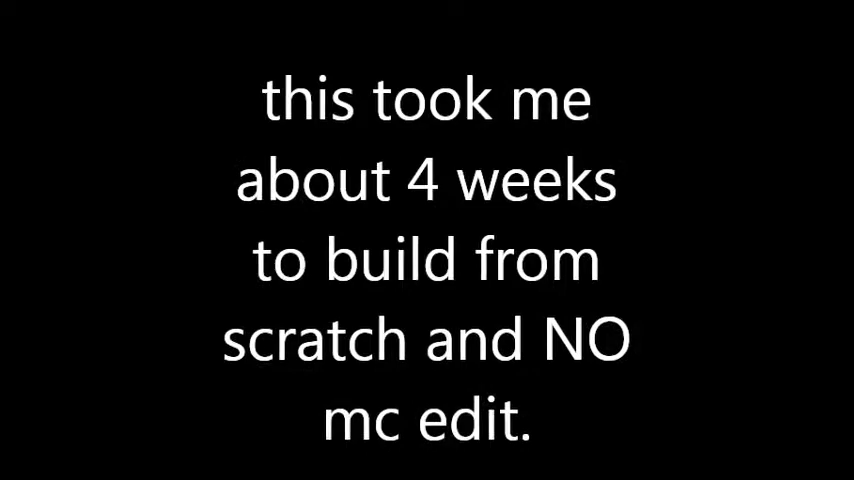 this took me
about 4 weeks
to build from
scratch and NO
mc edit.